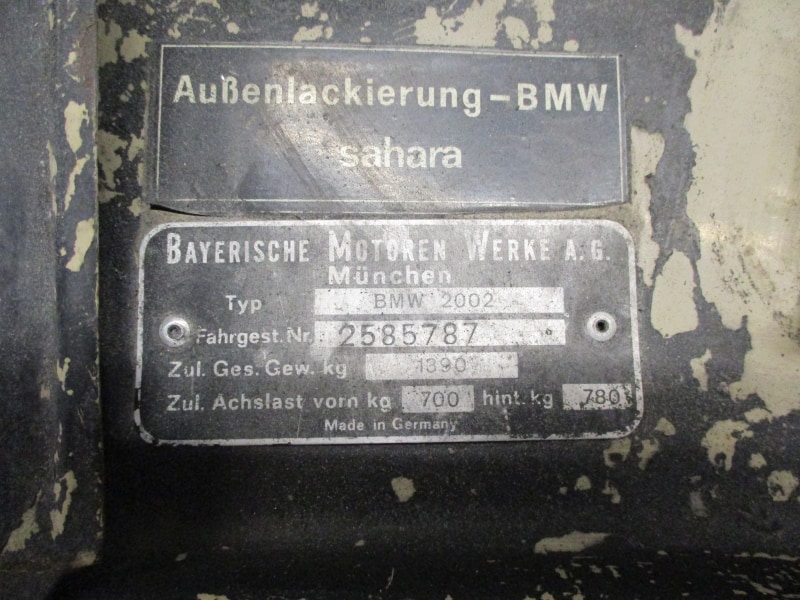 Außenlackierung-BMW
sahara
BAYERISCHE MOTOREN WERKE A.G.
München
Typ BMW 2002
Fahrgest. Nr. 2585787
Zul. Ges. Gew. kg 1390
Zul. Achslast vorn kg 700 hint. kg 780
Made in Germany